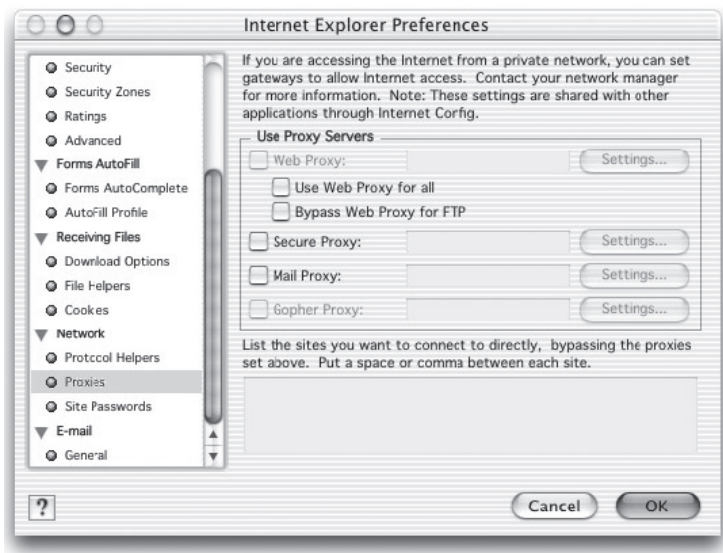 Internet Explorer Preferences
Security
Security Zones
Ratings
Advanced
Forms AutoFill
Forms AutoComplete
AutoFill Profile
Receiving Files
Download Options
File Helpers
Cookies
Network
Protocol Helpers
Proxies
Site Passwords
E-mail
General
If you are accessing the Internet from a private network, you can set
gateways to allow Internet access. Contact your network manager
for more information. Note: These settings are shared with other
applications through Internet Config.
Use Proxy Servers
Web Proxy: Settings...
Use Web Proxy for all
Bypass Web Proxy for FTP
Secure Proxy: Settings...
Mail Proxy: Settings...
Gopher Proxy: Settings...
List the sites you want to connect to directly, bypassing the proxies
set above. Put a space or comma between each site.
? Cancel OK